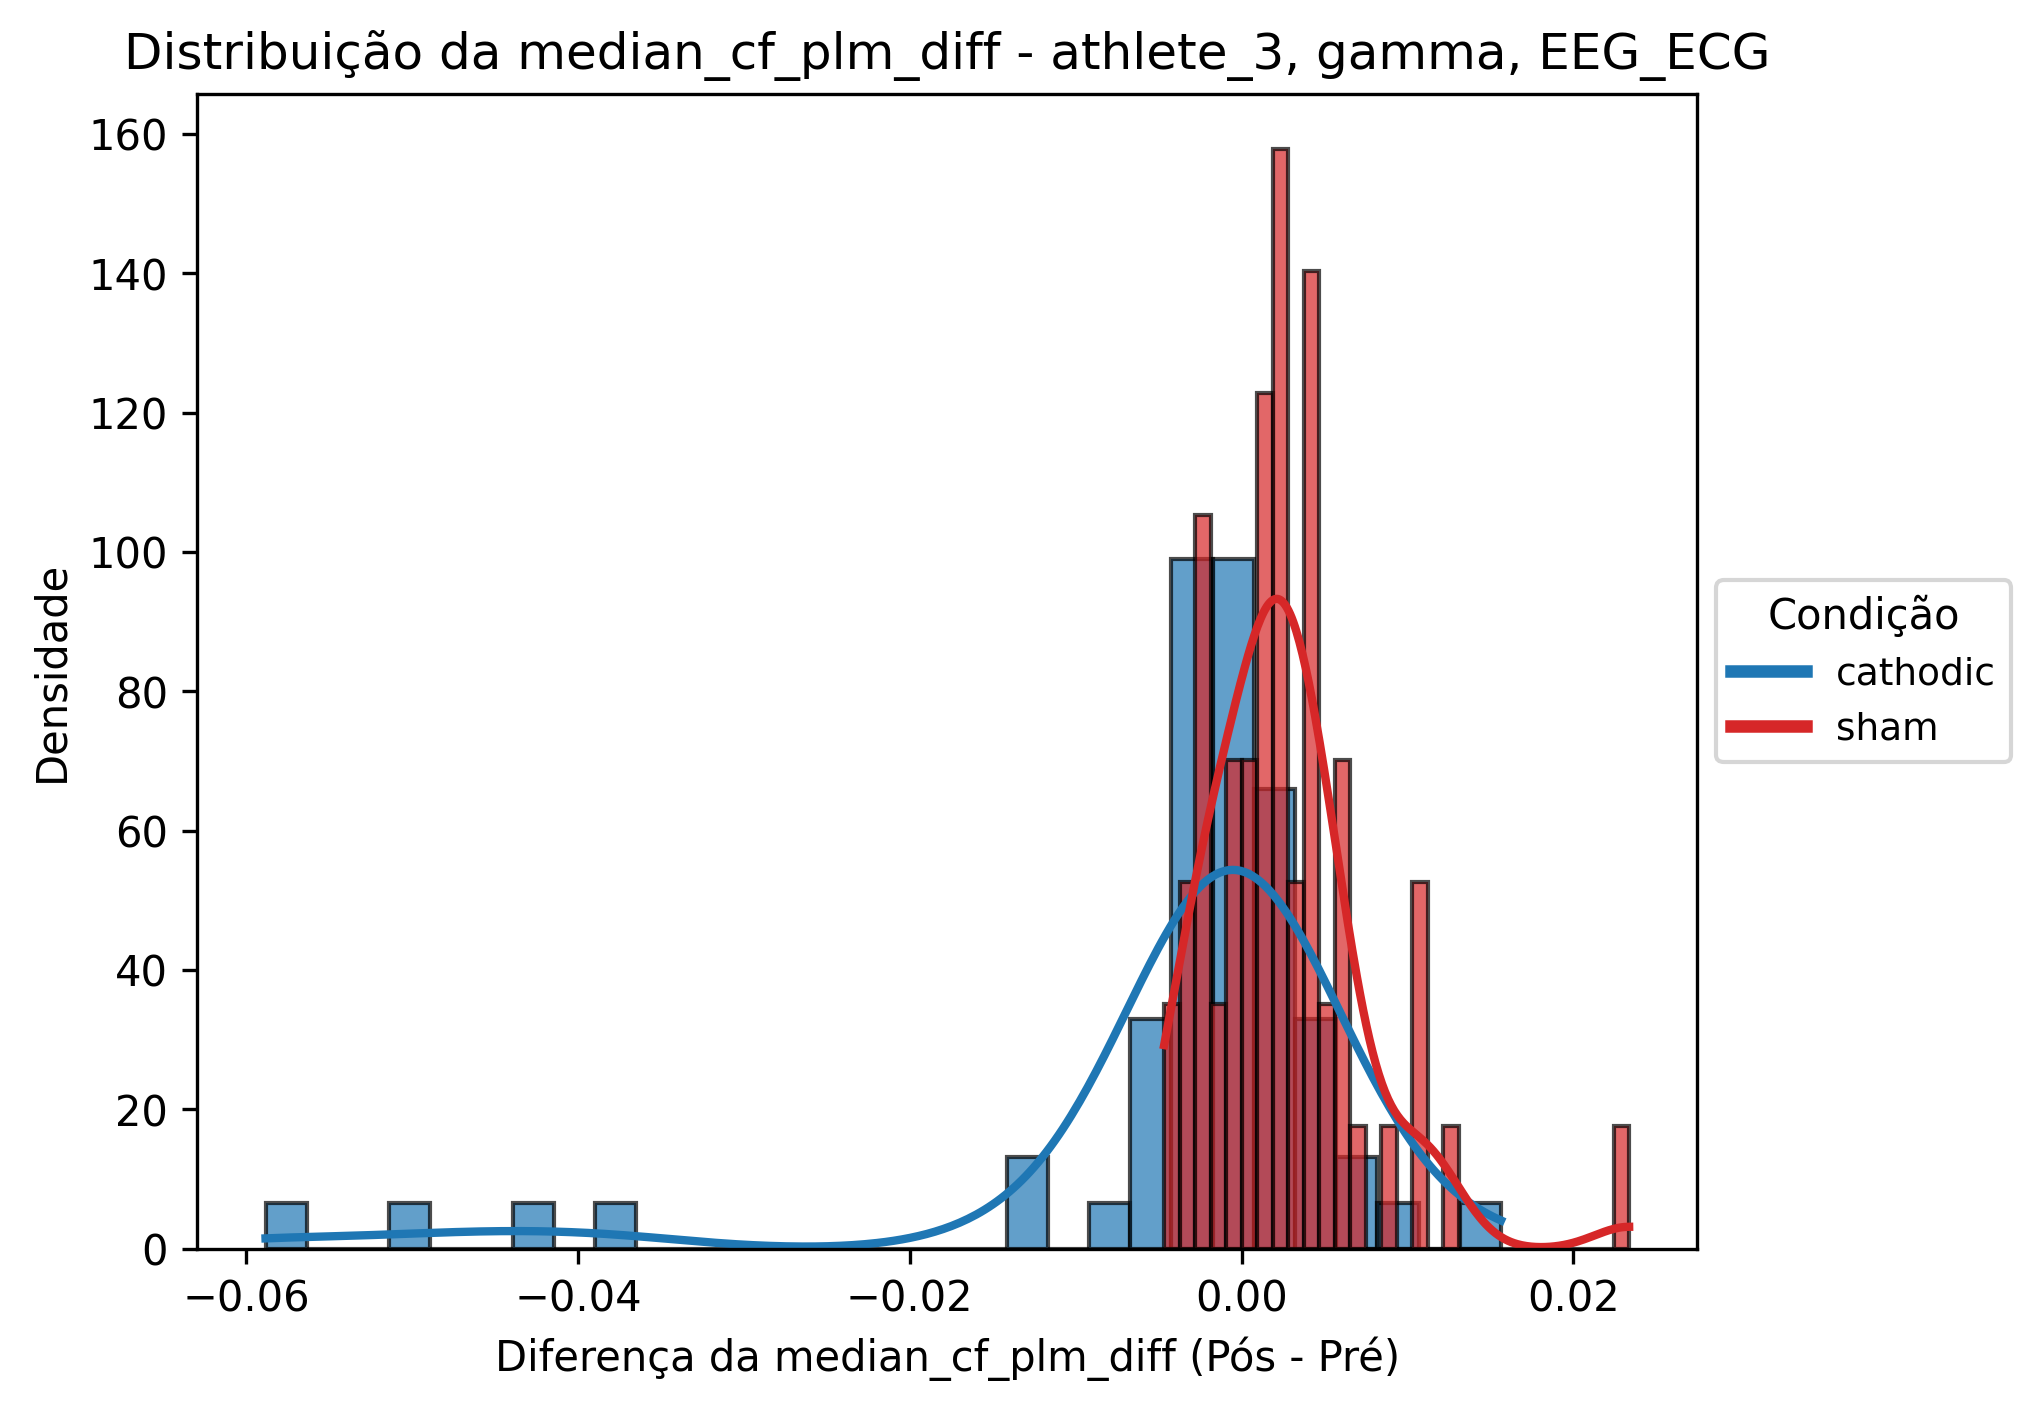 Distribuição da median_cf_plm_diff - athlete_3, gamma, EEG_ECG
160
140
120
100
80
60
40
20
0
Densidade
−0.06
−0.04
−0.02
0.00
0.02
Diferença da median_cf_plm_diff (Pós - Pré)
Condição
cathodic
sham